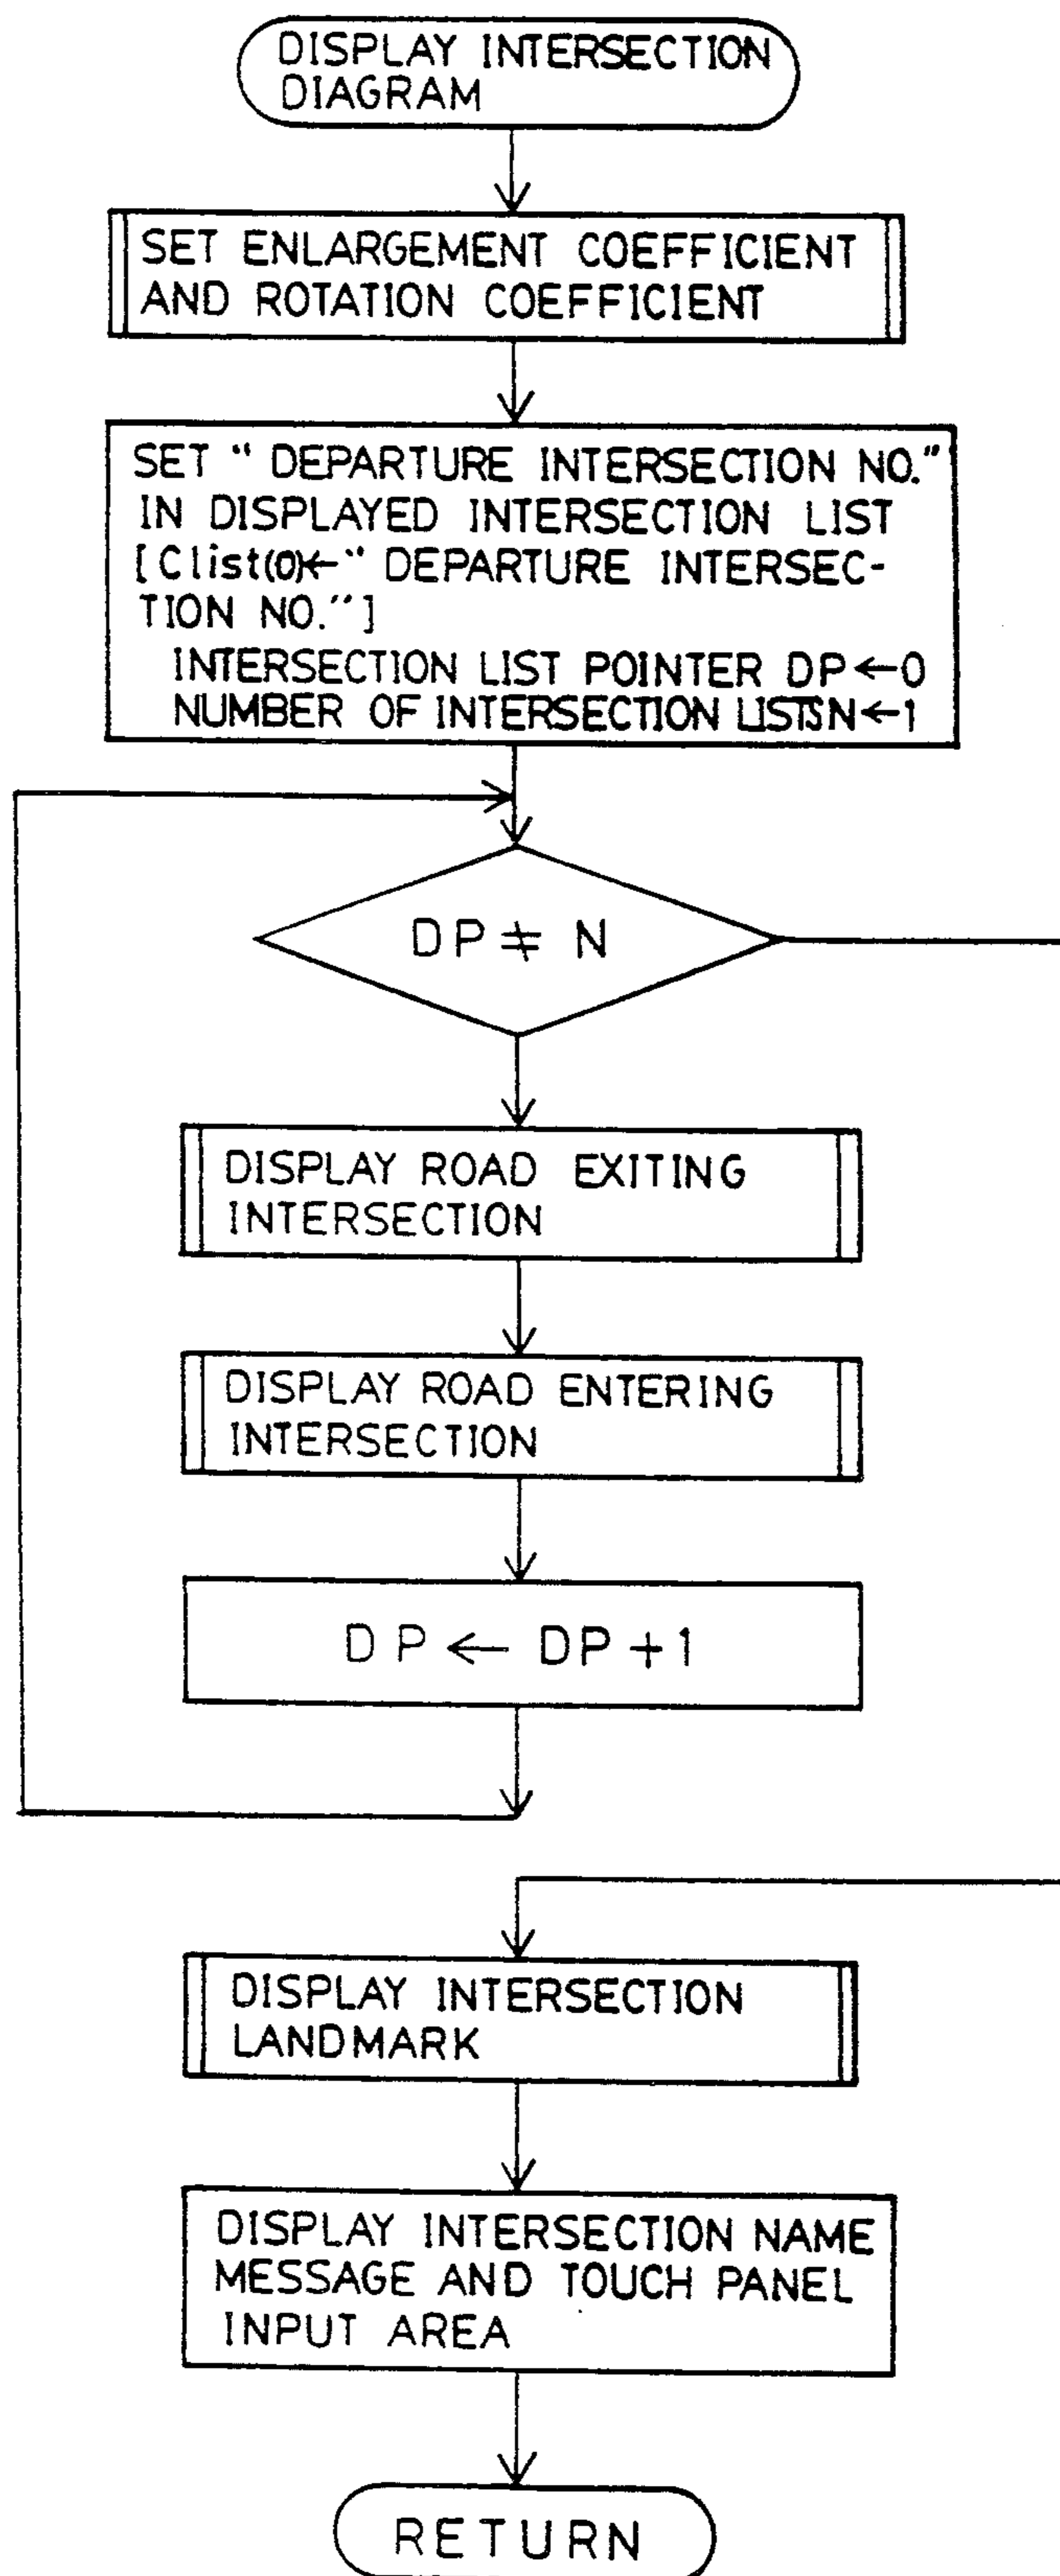 DISPLAY INTERSECTION
DIAGRAM
SET ENLARGEMENT COEFFICIENT
AND ROTATION COEFFICIENT
SET " DEPARTURE INTERSECTION NO."
IN DISPLAYED INTERSECTION LIST
[Clist(0)←" DEPARTURE INTERSEC-
TION NO."]
INTERSECTION LIST POINTER DP←0
NUMBER OF INTERSECTION LISTSN←1
DP ≠ N
DISPLAY ROAD EXITING
INTERSECTION
DISPLAY ROAD ENTERING
INTERSECTION
DP ← DP + 1
DISPLAY INTERSECTION
LANDMARK
DISPLAY INTERSECTION NAME
MESSAGE AND TOUCH PANEL
INPUT AREA
RETURN